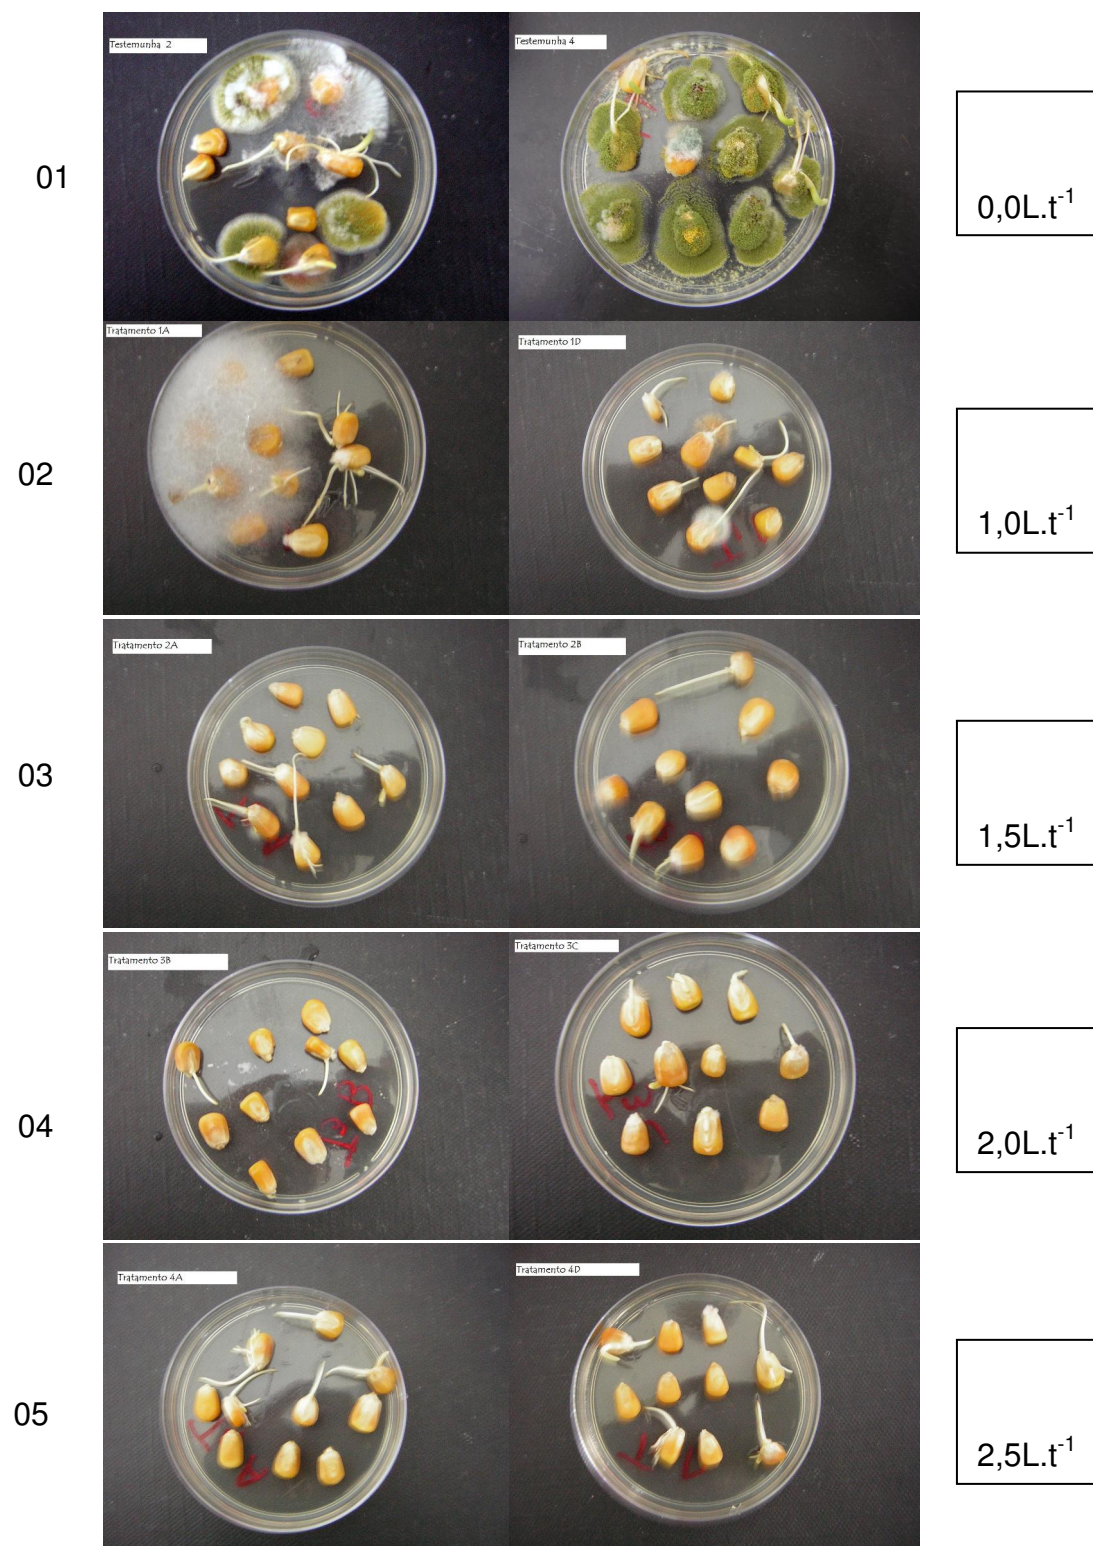 Testemunha 2
Testemunha 4
01
0,0L.t⁻¹
Tratamento 1A
Tratamento 1D
02
1,0L.t⁻¹
Tratamento 2A
Tratamento 2B
03
1,5L.t⁻¹
Tratamento 3B
Tratamento 3C
04
2,0L.t⁻¹
Tratamento 4A
Tratamento 4D
05
2,5L.t⁻¹